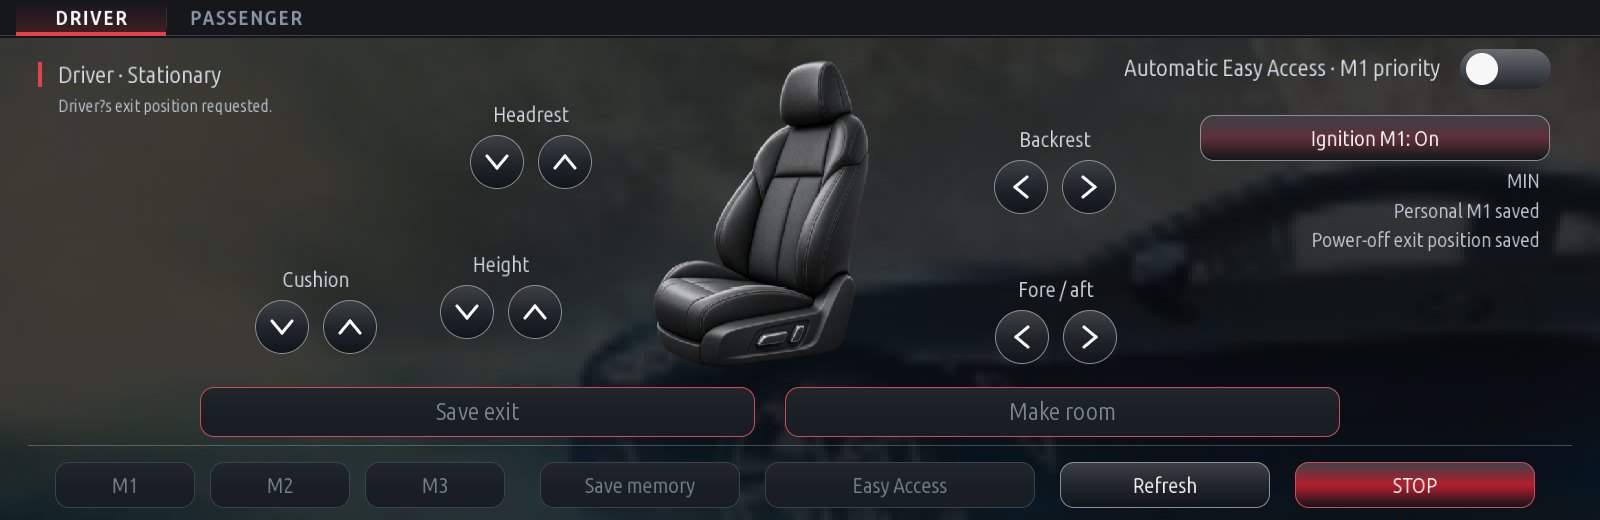 DRIVER
PASSENGER
Driver · Stationary
Driver?s exit position requested.
Automatic Easy Access · M1 priority
Headrest
Backrest
Ignition M1: On
MIN
Personal M1 saved
Power-off exit position saved
Cushion
Height
Fore / aft
Save exit
Make room
M1
M2
M3
Save memory
Easy Access
Refresh
STOP